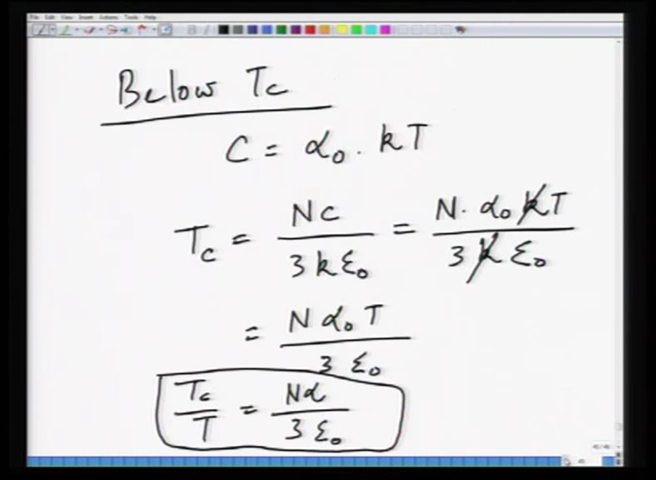 Below Tc
C = α₀ . kT
Tc = NC / 3kε₀ = N. α₀ kT / 3 k ε₀
= N α₀ T / 3 ε₀
Tc / T = Nα / 3 ε₀